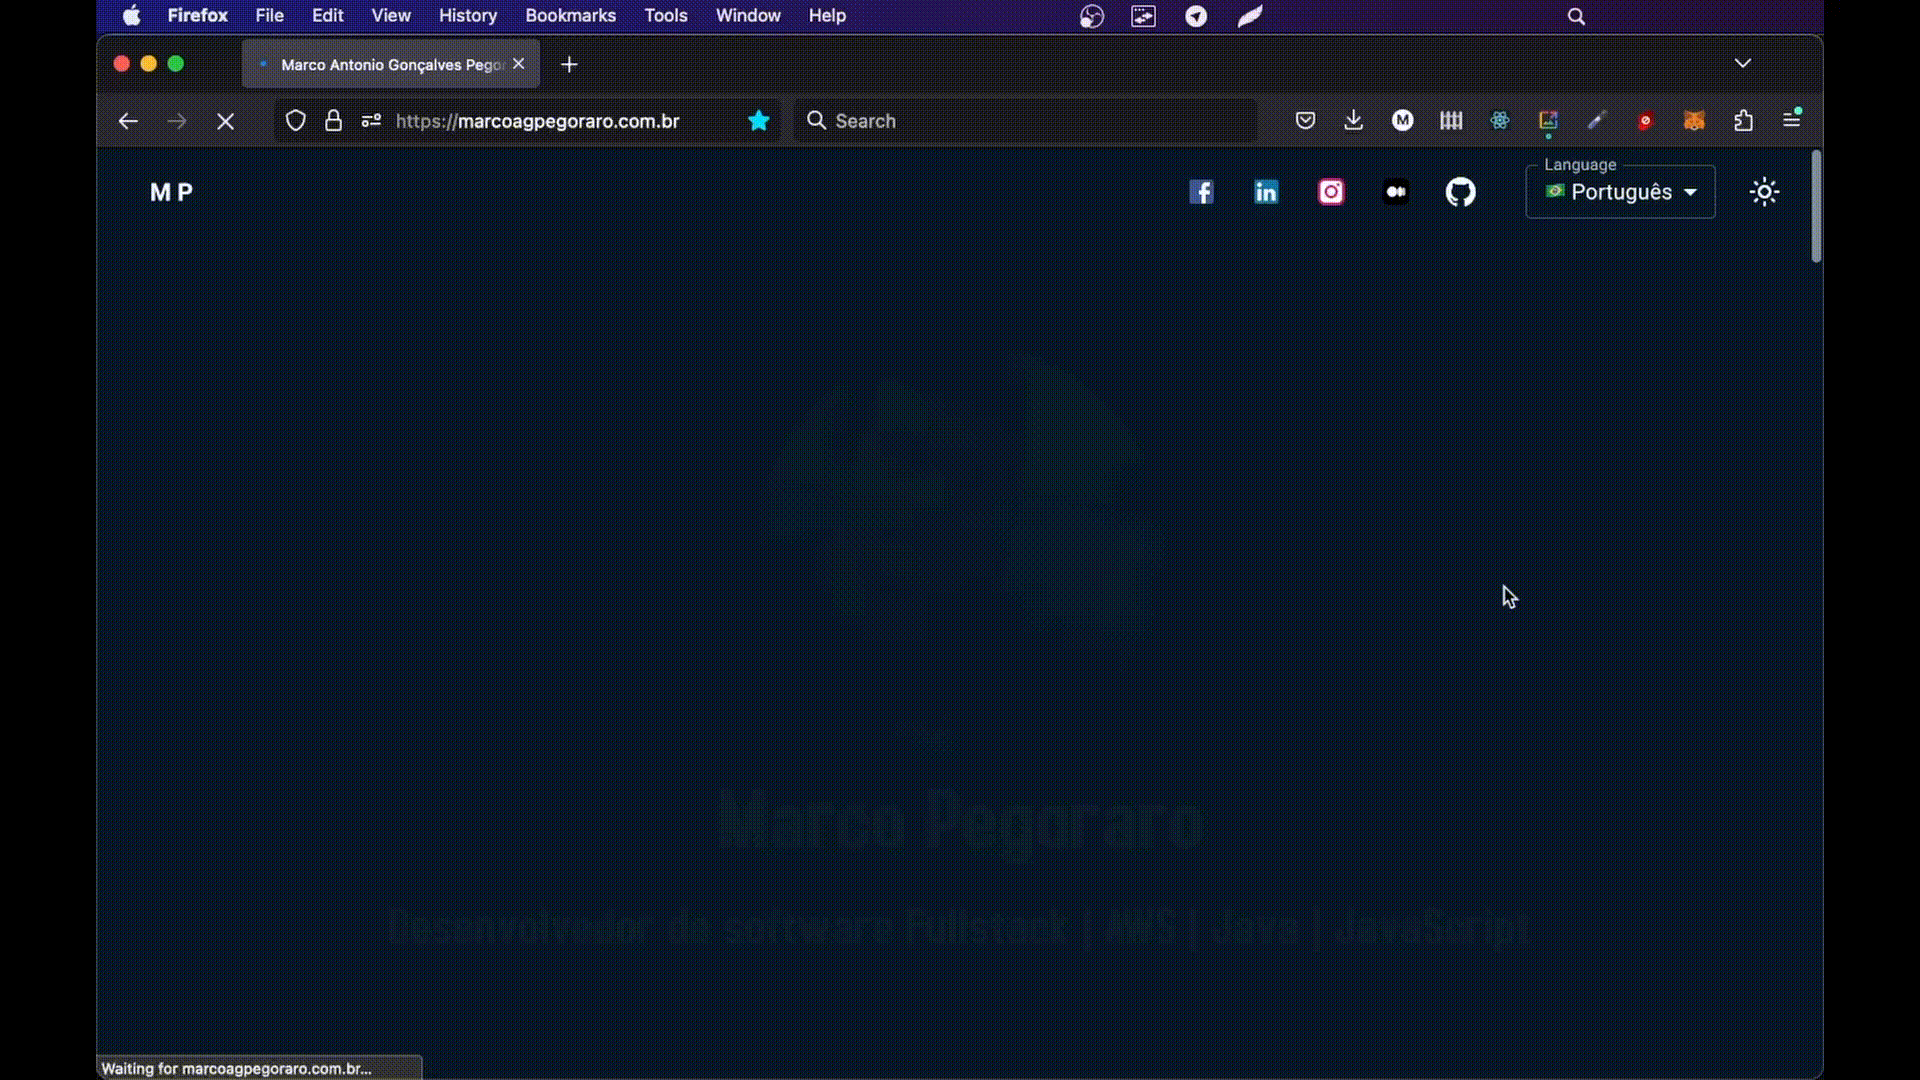 Firefox File Edit View History Bookmarks Tools Window Help
Marco Antonio Gonçalves Pego
https://marcoagpegoraro.com.br
Search
M P
Language
Português
Marco Pegoraro
Desenvolvedor de software Fullstack | AWS | Java | JavaScript
Waiting for marcoagpegoraro.com.br...